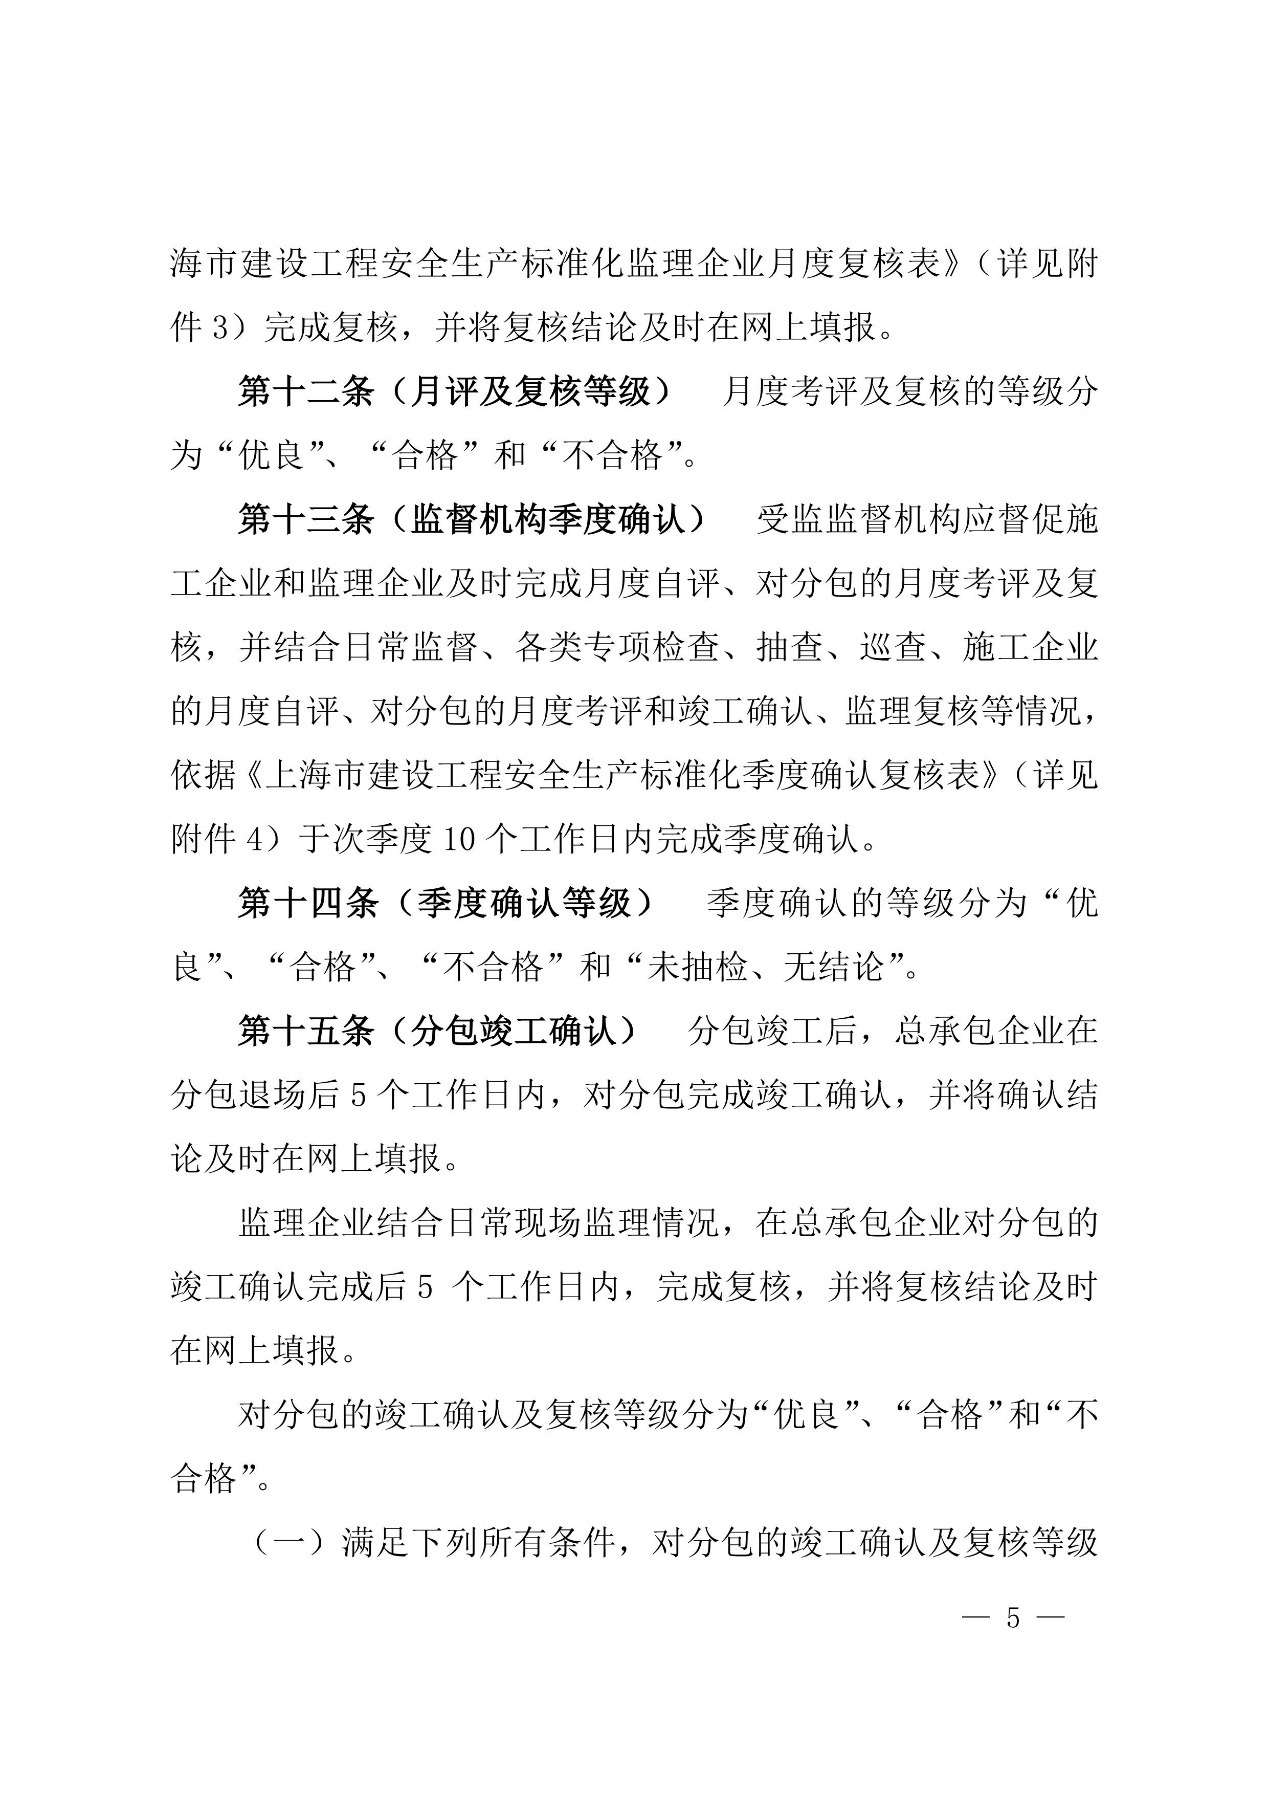 海市建设工程安全生产标准化监理企业月度复核表》（详见附
件 3）完成复核，并将复核结论及时在网上填报。
第十二条（月评及复核等级）　月度考评及复核的等级分
为“优良”、“合格”和“不合格”。
第十三条（监督机构季度确认）　受监监督机构应督促施
工企业和监理企业及时完成月度自评、对分包的月度考评及复
核，并结合日常监督、各类专项检查、抽查、巡查、施工企业
的月度自评、对分包的月度考评和竣工确认、监理复核等情况，
依据《上海市建设工程安全生产标准化季度确认复核表》（详见
附件 4）于次季度 10 个工作日内完成季度确认。
第十四条（季度确认等级）　季度确认的等级分为“优
良”、“合格”、“不合格”和“未抽检、无结论”。
第十五条（分包竣工确认）　分包竣工后，总承包企业在
分包退场后 5 个工作日内，对分包完成竣工确认，并将确认结
论及时在网上填报。
监理企业结合日常现场监理情况，在总承包企业对分包的
竣工确认完成后 5 个工作日内，完成复核，并将复核结论及时
在网上填报。
对分包的竣工确认及复核等级分为“优良”、“合格”和“不
合格”。
（一）满足下列所有条件，对分包的竣工确认及复核等级
— 5 —